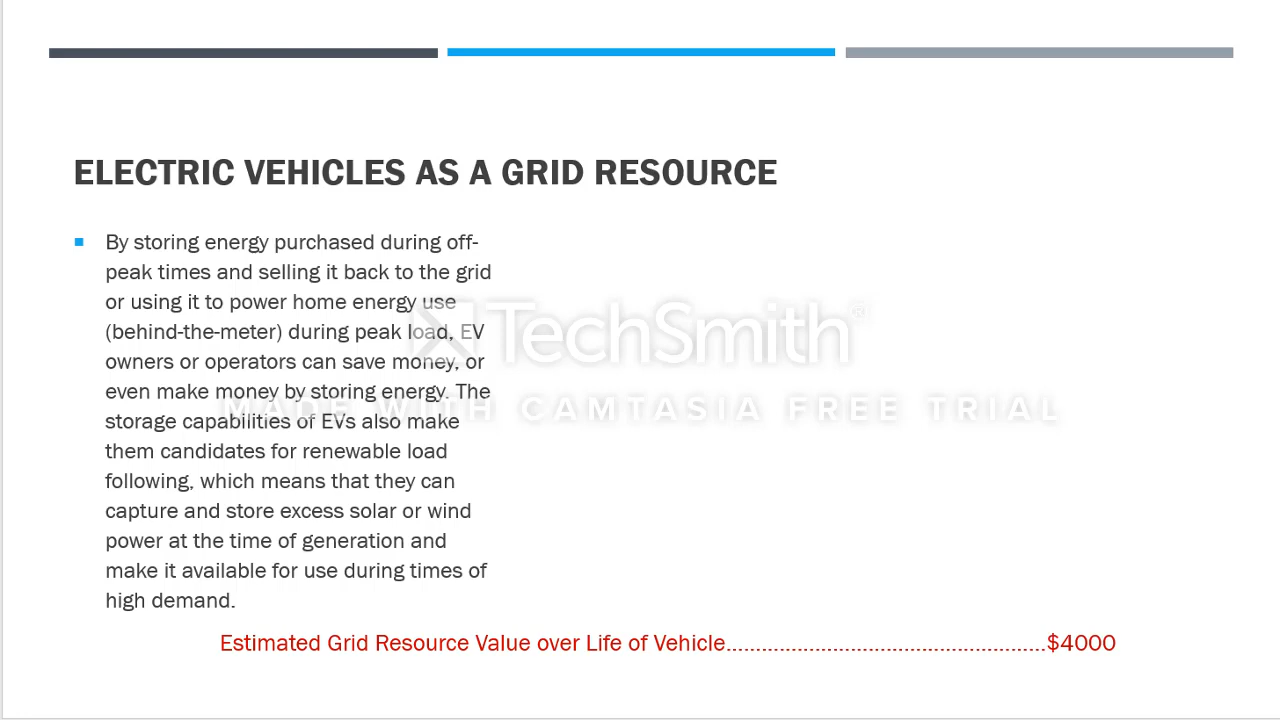 ELECTRIC VEHICLES AS A GRID RESOURCE
By storing energy purchased during off-
peak times and selling it back to the grid
or using it to power home energy use
(behind-the-meter) during peak load, EV
owners or operators can save money, or
even make money by storing energy. The
storage capabilities of EVs also make
them candidates for renewable load
following, which means that they can
capture and store excess solar or wind
power at the time of generation and
make it available for use during times of
high demand.
TechSmith®
MADE WITH CAMTASIA FREE TRIAL
Estimated Grid Resource Value over Life of Vehicle......................................................$4000